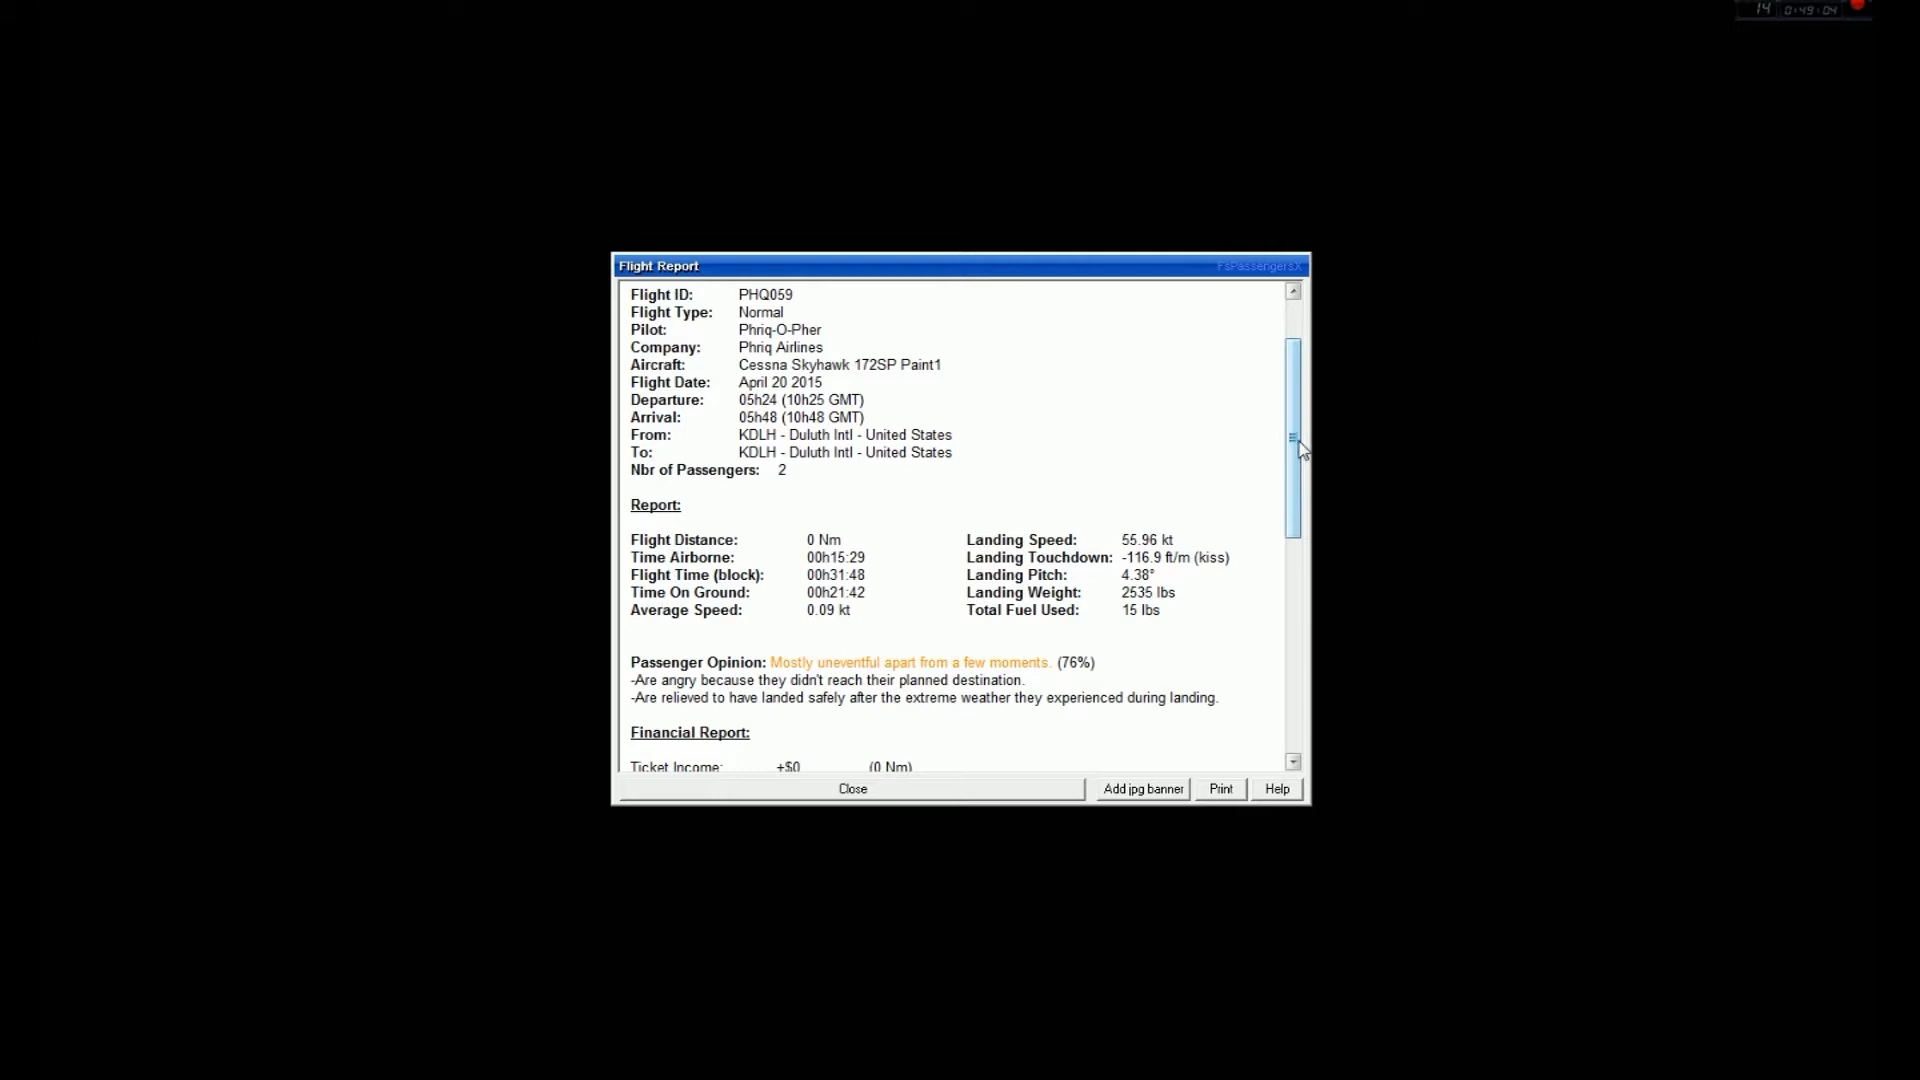 14 0:49:04
Flight Report FsPassengersX
Flight ID: PHQ059
Flight Type: Normal
Pilot: Phriq-O-Pher
Company: Phriq Airlines
Aircraft: Cessna Skyhawk 172SP Paint1
Flight Date: April 20 2015
Departure: 05h24 (10h25 GMT)
Arrival: 05h48 (10h48 GMT)
From: KDLH - Duluth Intl - United States
To: KDLH - Duluth Intl - United States
Nbr of Passengers: 2
Report:
Flight Distance: 0 Nm Landing Speed: 55.96 kt
Time Airborne: 00h15:29 Landing Touchdown: -116.9 ft/m (kiss)
Flight Time (block): 00h31:48 Landing Pitch: 4.38°
Time On Ground: 00h21:42 Landing Weight: 2535 lbs
Average Speed: 0.09 kt Total Fuel Used: 15 lbs
Passenger Opinion: Mostly uneventful apart from a few moments. (76%)
-Are angry because they didn't reach their planned destination.
-Are relieved to have landed safely after the extreme weather they experienced during landing.
Financial Report:
Ticket Income: +$0 (0 Nm)
Close Add jpg banner Print Help